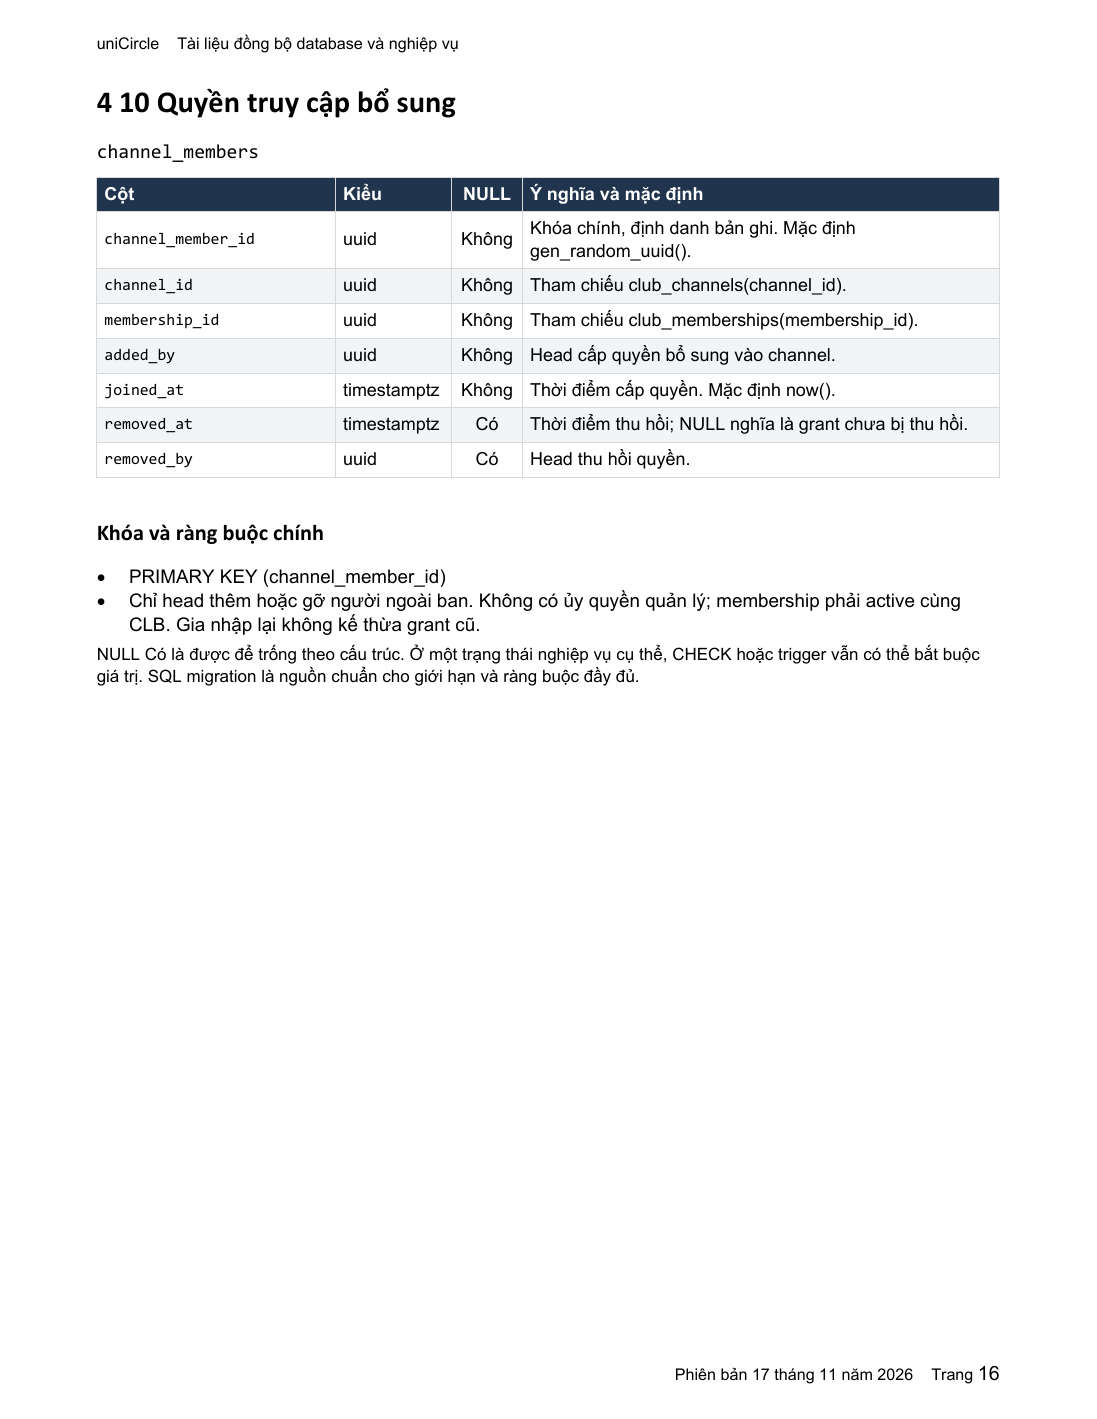 uniCircle Tài liệu đồng bộ database và nghiệp vụ
4 10 Quyền truy cập bổ sung
channel_members
Cột Kiểu NULL Ý nghĩa và mặc định
channel_member_id uuid Không Khóa chính, định danh bản ghi. Mặc định
gen_random_uuid().
channel_id uuid Không Tham chiếu club_channels(channel_id).
membership_id uuid Không Tham chiếu club_memberships(membership_id).
added_by uuid Không Head cấp quyền bổ sung vào channel.
joined_at timestamptz Không Thời điểm cấp quyền. Mặc định now().
removed_at timestamptz Có Thời điểm thu hồi; NULL nghĩa là grant chưa bị thu hồi.
removed_by uuid Có Head thu hồi quyền.
Khóa và ràng buộc chính
• PRIMARY KEY (channel_member_id)
• Chỉ head thêm hoặc gỡ người ngoài ban. Không có ủy quyền quản lý; membership phải active cùng
CLB. Gia nhập lại không kế thừa grant cũ.
NULL Có là được để trống theo cấu trúc. Ở một trạng thái nghiệp vụ cụ thể, CHECK hoặc trigger vẫn có thể bắt buộc
giá trị. SQL migration là nguồn chuẩn cho giới hạn và ràng buộc đầy đủ.
Phiên bản 17 tháng 11 năm 2026 Trang 16